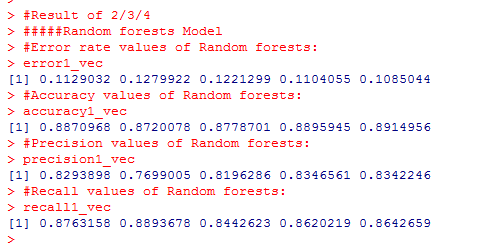 >
> #Result of 2/3/4
> #####Random forests Model
> #Error rate values of Random forests:
> error1_vec
[1] 0.1129032 0.1279922 0.1221299 0.1104055 0.1085044
> #Accuracy values of Random forests:
> accuracy1_vec
[1] 0.8870968 0.8720078 0.8778701 0.8895945 0.8914956
> #Precision values of Random forests:
> precision1_vec
[1] 0.8293898 0.7699005 0.8196286 0.8346561 0.8342246
> #Recall values of Random forests:
> recall1_vec
[1] 0.8763158 0.8893678 0.8442623 0.8620219 0.8642659
>